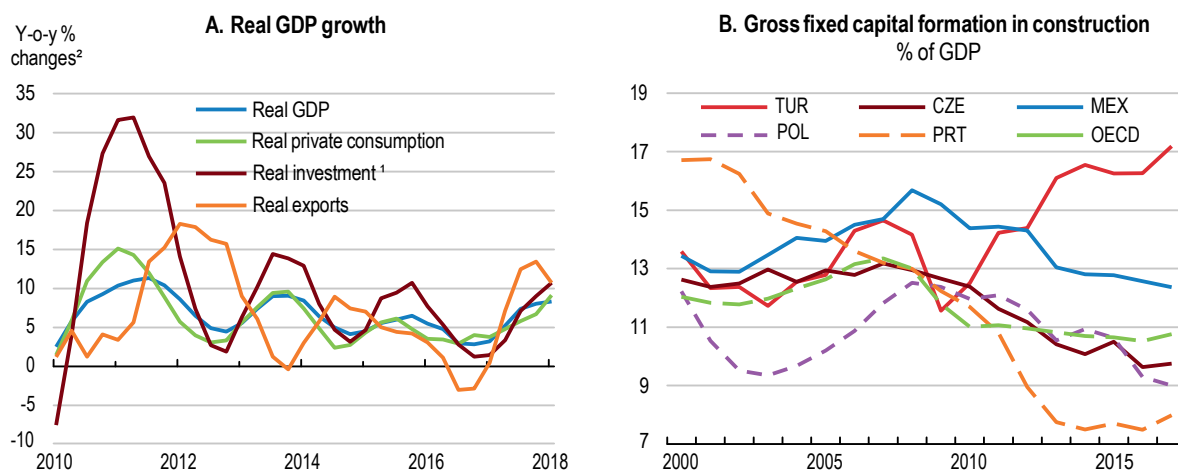 A. Real GDP growth
Y-o-y %
changes²
35
30
25
20
15
10
5
0
-5
-10
Real GDP
Real private consumption
Real investment ¹
Real exports
2010 2012 2014 2016 2018
B. Gross fixed capital formation in construction
% of GDP
19
17
15
13
11
9
7
TUR CZE MEX
POL PRT OECD
2000 2005 2010 2015